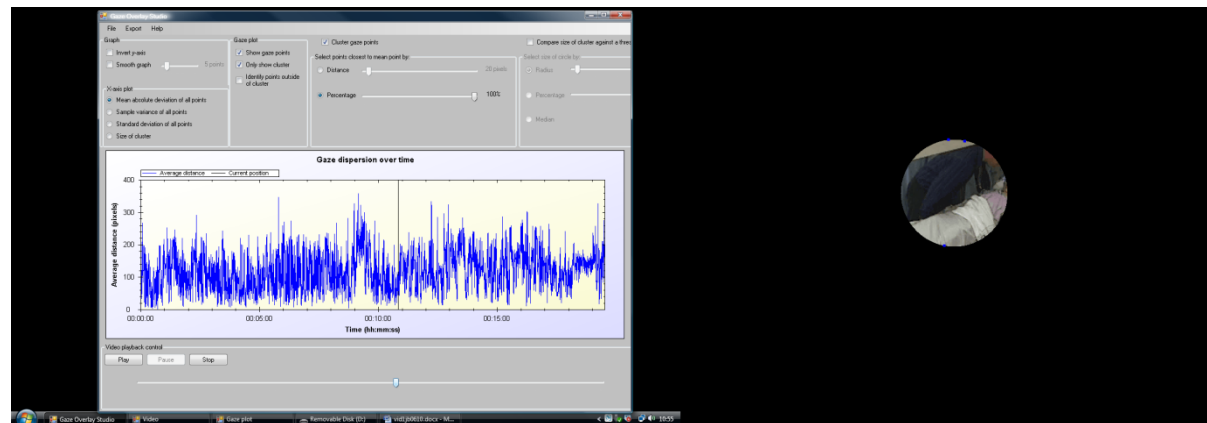 Gaze Overlay Studio
File Export Help
Graph
Invert y-axis
Smooth graph 5 points
X-axis plot
Mean absolute deviation of all points
Sample variance of all points
Standard deviation of all points
Size of cluster
Gaze plot
Show gaze points
Only show cluster
Identify points outside
of cluster
Cluster gaze points
Select points closest to mean point by:
Distance 28 pixels
Percentage 100%
Compare size of cluster against a thres
Select size of circle by:
Radius
Percentage
Median
Gaze dispersion over time
Average distance Current position
Average distance (pixels)
400
300
200
100
0
00:00:00 00:05:00 00:10:00 00:15:00
Time (hh:mm:ss)
Video playback control
Play Pause Stop
Gaze Overlay Studio Video Gaze plot Removable Disk (D:) vid1jb0610.docx - M... 16:55